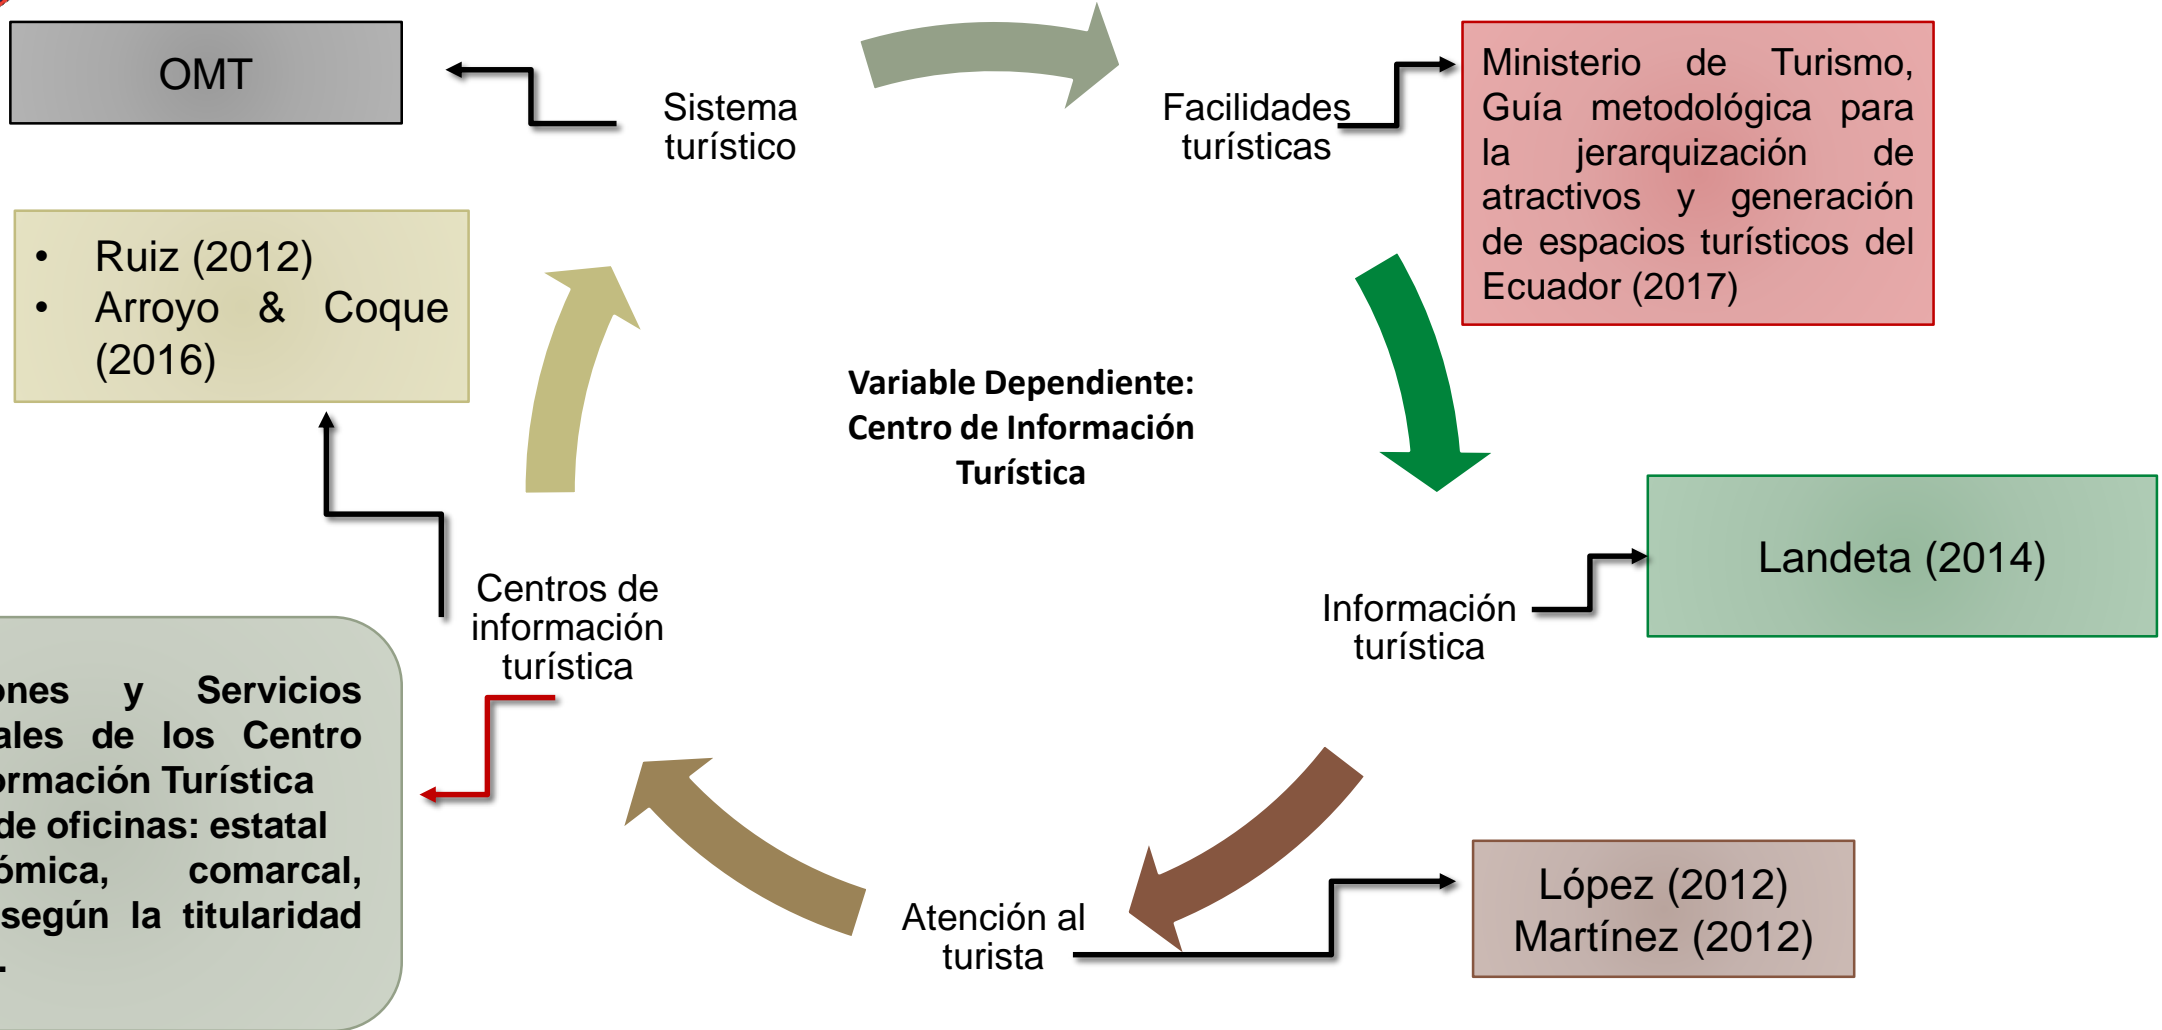 OMT
Sistema
turístico
Facilidades
turísticas
Ministerio de Turismo,
Guía metodológica para
la jerarquización de
atractivos y generación
de espacios turísticos del
Ecuador (2017)
• Ruiz (2012)
• Arroyo & Coque
(2016)
Variable Dependiente:
Centro de Información
Turística
Landeta (2014)
Información
turística
Centros de
información
turística
y Servicios
de los Centro
Turística
de oficinas: estatal
comarcal,
según la titularidad
.
Atención al
turista
López (2012)
Martínez (2012)